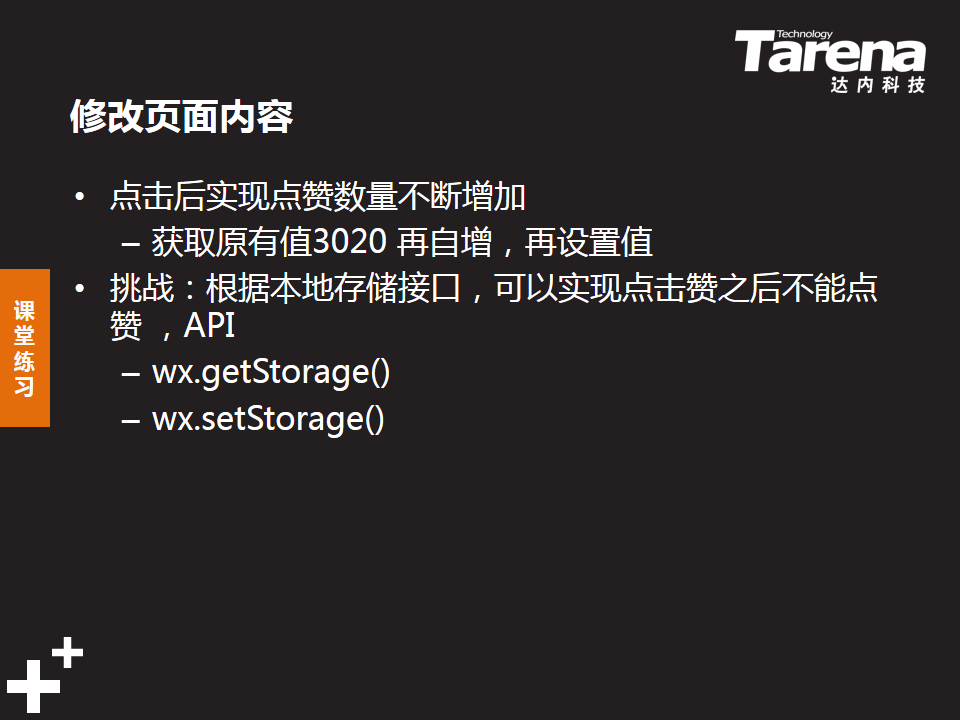 Technology
Tarena
达内科技
修改页面内容
• 点击后实现点赞数量不断增加
– 获取原有值3020 再自增，再设置值
• 挑战：根据本地存储接口，可以实现点击赞之后不能点
赞 ，API
– wx.getStorage()
– wx.setStorage()
课
堂
练
习